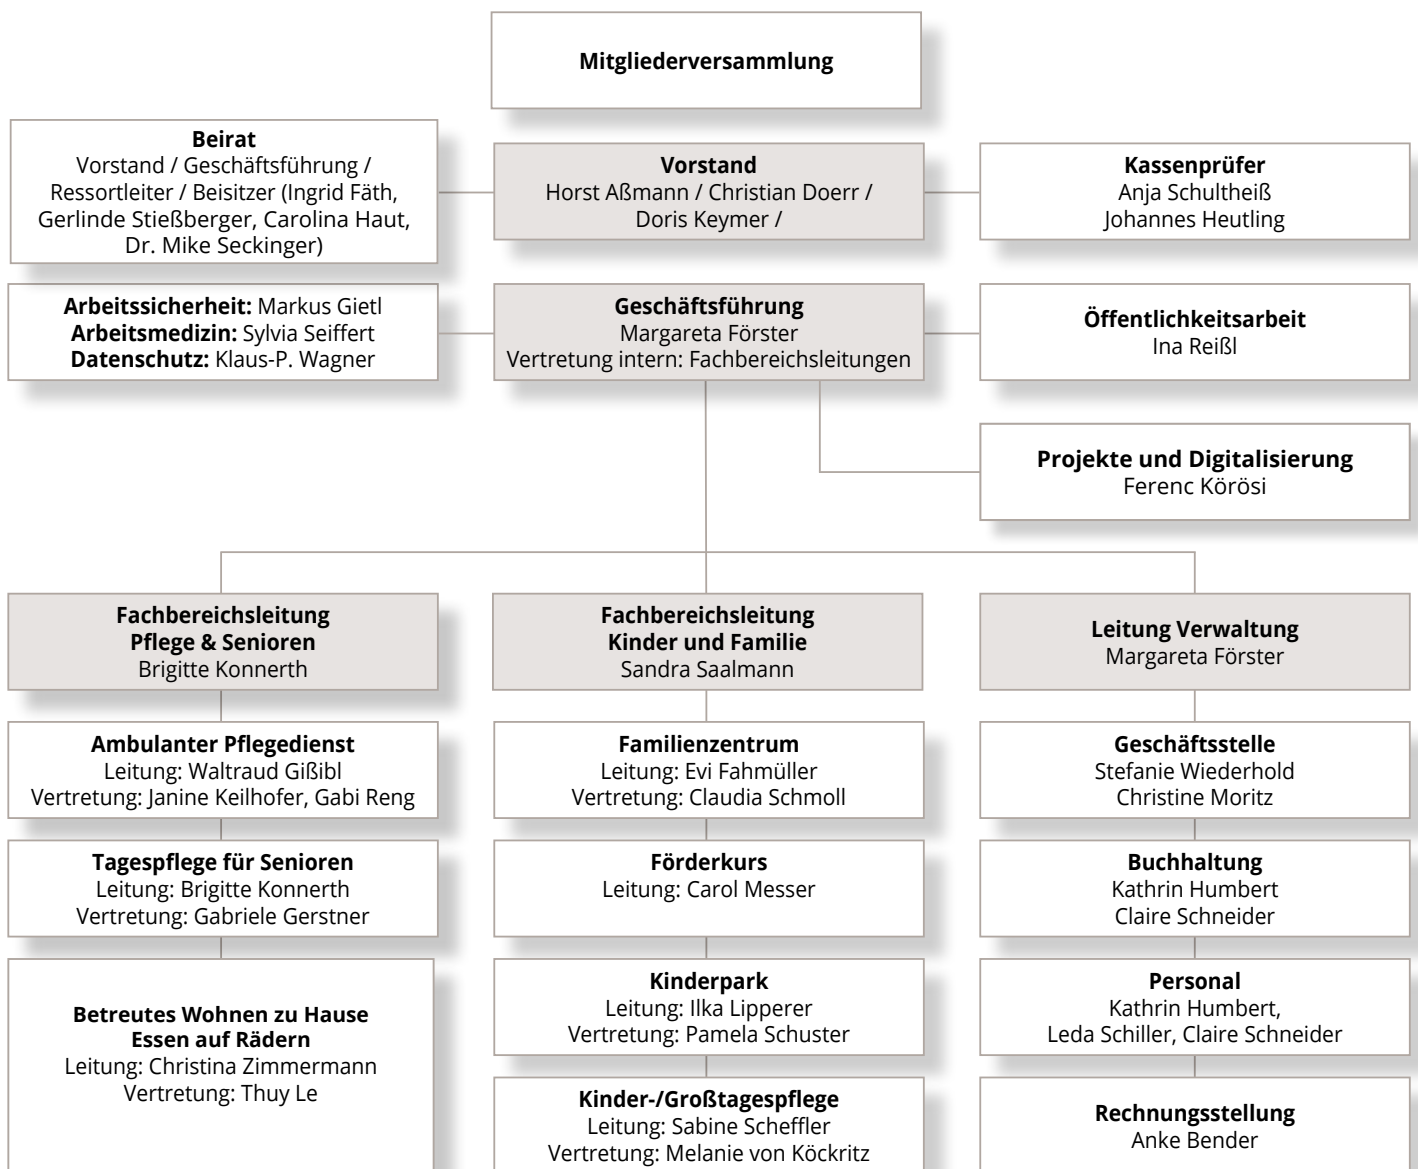 Mitgliederversammlung
Beirat
Vorstand / Geschäftsführung /
Ressortleiter / Beisitzer (Ingrid Fäth,
Gerlinde Stießberger, Carolina Haut,
Dr. Mike Seckinger)
Vorstand
Horst Aßmann / Christian Doerr /
Doris Keymer /
Kassenprüfer
Anja Schultheiß
Johannes Heutling
Arbeitssicherheit: Markus Gietl
Arbeitsmedizin: Sylvia Seiffert
Datenschutz: Klaus-P. Wagner
Geschäftsführung
Margareta Förster
Vertretung intern: Fachbereichsleitungen
Öffentlichkeitsarbeit
Ina Reißl
Projekte und Digitalisierung
Ferenc Körösi
Fachbereichsleitung
Pflege & Senioren
Brigitte Konnerth
Fachbereichsleitung
Kinder und Familie
Sandra Saalmann
Leitung Verwaltung
Margareta Förster
Ambulanter Pflegedienst
Leitung: Waltraud Gißibl
Vertretung: Janine Keilhofer, Gabi Reng
Familienzentrum
Leitung: Evi Fahmüller
Vertretung: Claudia Schmoll
Geschäftsstelle
Stefanie Wiederhold
Christine Moritz
Tagespflege für Senioren
Leitung: Brigitte Konnerth
Vertretung: Gabriele Gerstner
Förderkurs
Leitung: Carol Messer
Buchhaltung
Kathrin Humbert
Claire Schneider
Betreutes Wohnen zu Hause
Essen auf Rädern
Leitung: Christina Zimmermann
Vertretung: Thuy Le
Kinderpark
Leitung: Ilka Lipperer
Vertretung: Pamela Schuster
Personal
Kathrin Humbert,
Leda Schiller, Claire Schneider
Kinder-/Großtagespflege
Leitung: Sabine Scheffler
Vertretung: Melanie von Köckritz
Rechnungsstellung
Anke Bender